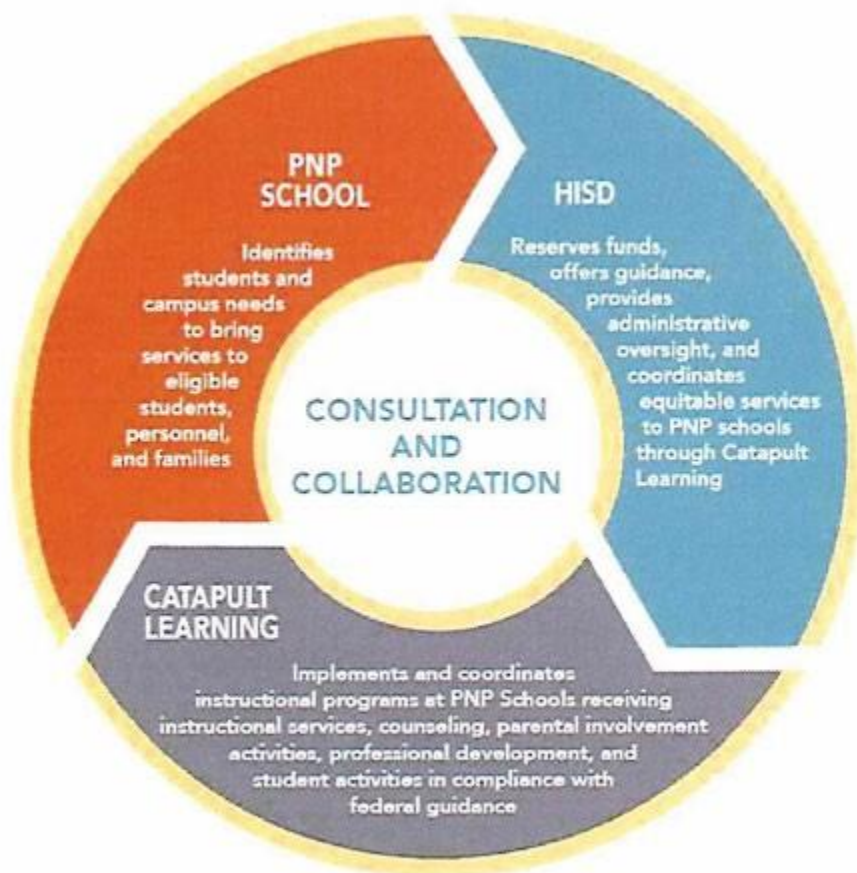 PNP
SCHOOL
Identifies
students and
campus needs
to bring
services to
eligible
students,
personnel,
and families
HISD
Reserves funds,
offers guidance,
provides
administrative
oversight, and
coordinates
equitable services
to PNP schools
through Catapult
Learning
CONSULTATION
AND
COLLABORATION
CATAPULT
LEARNING
Implements and coordinates
instructional programs at PNP Schools receiving
instructional services, counseling, parental involvement
activities, professional development, and
student activities in compliance with
federal guidance